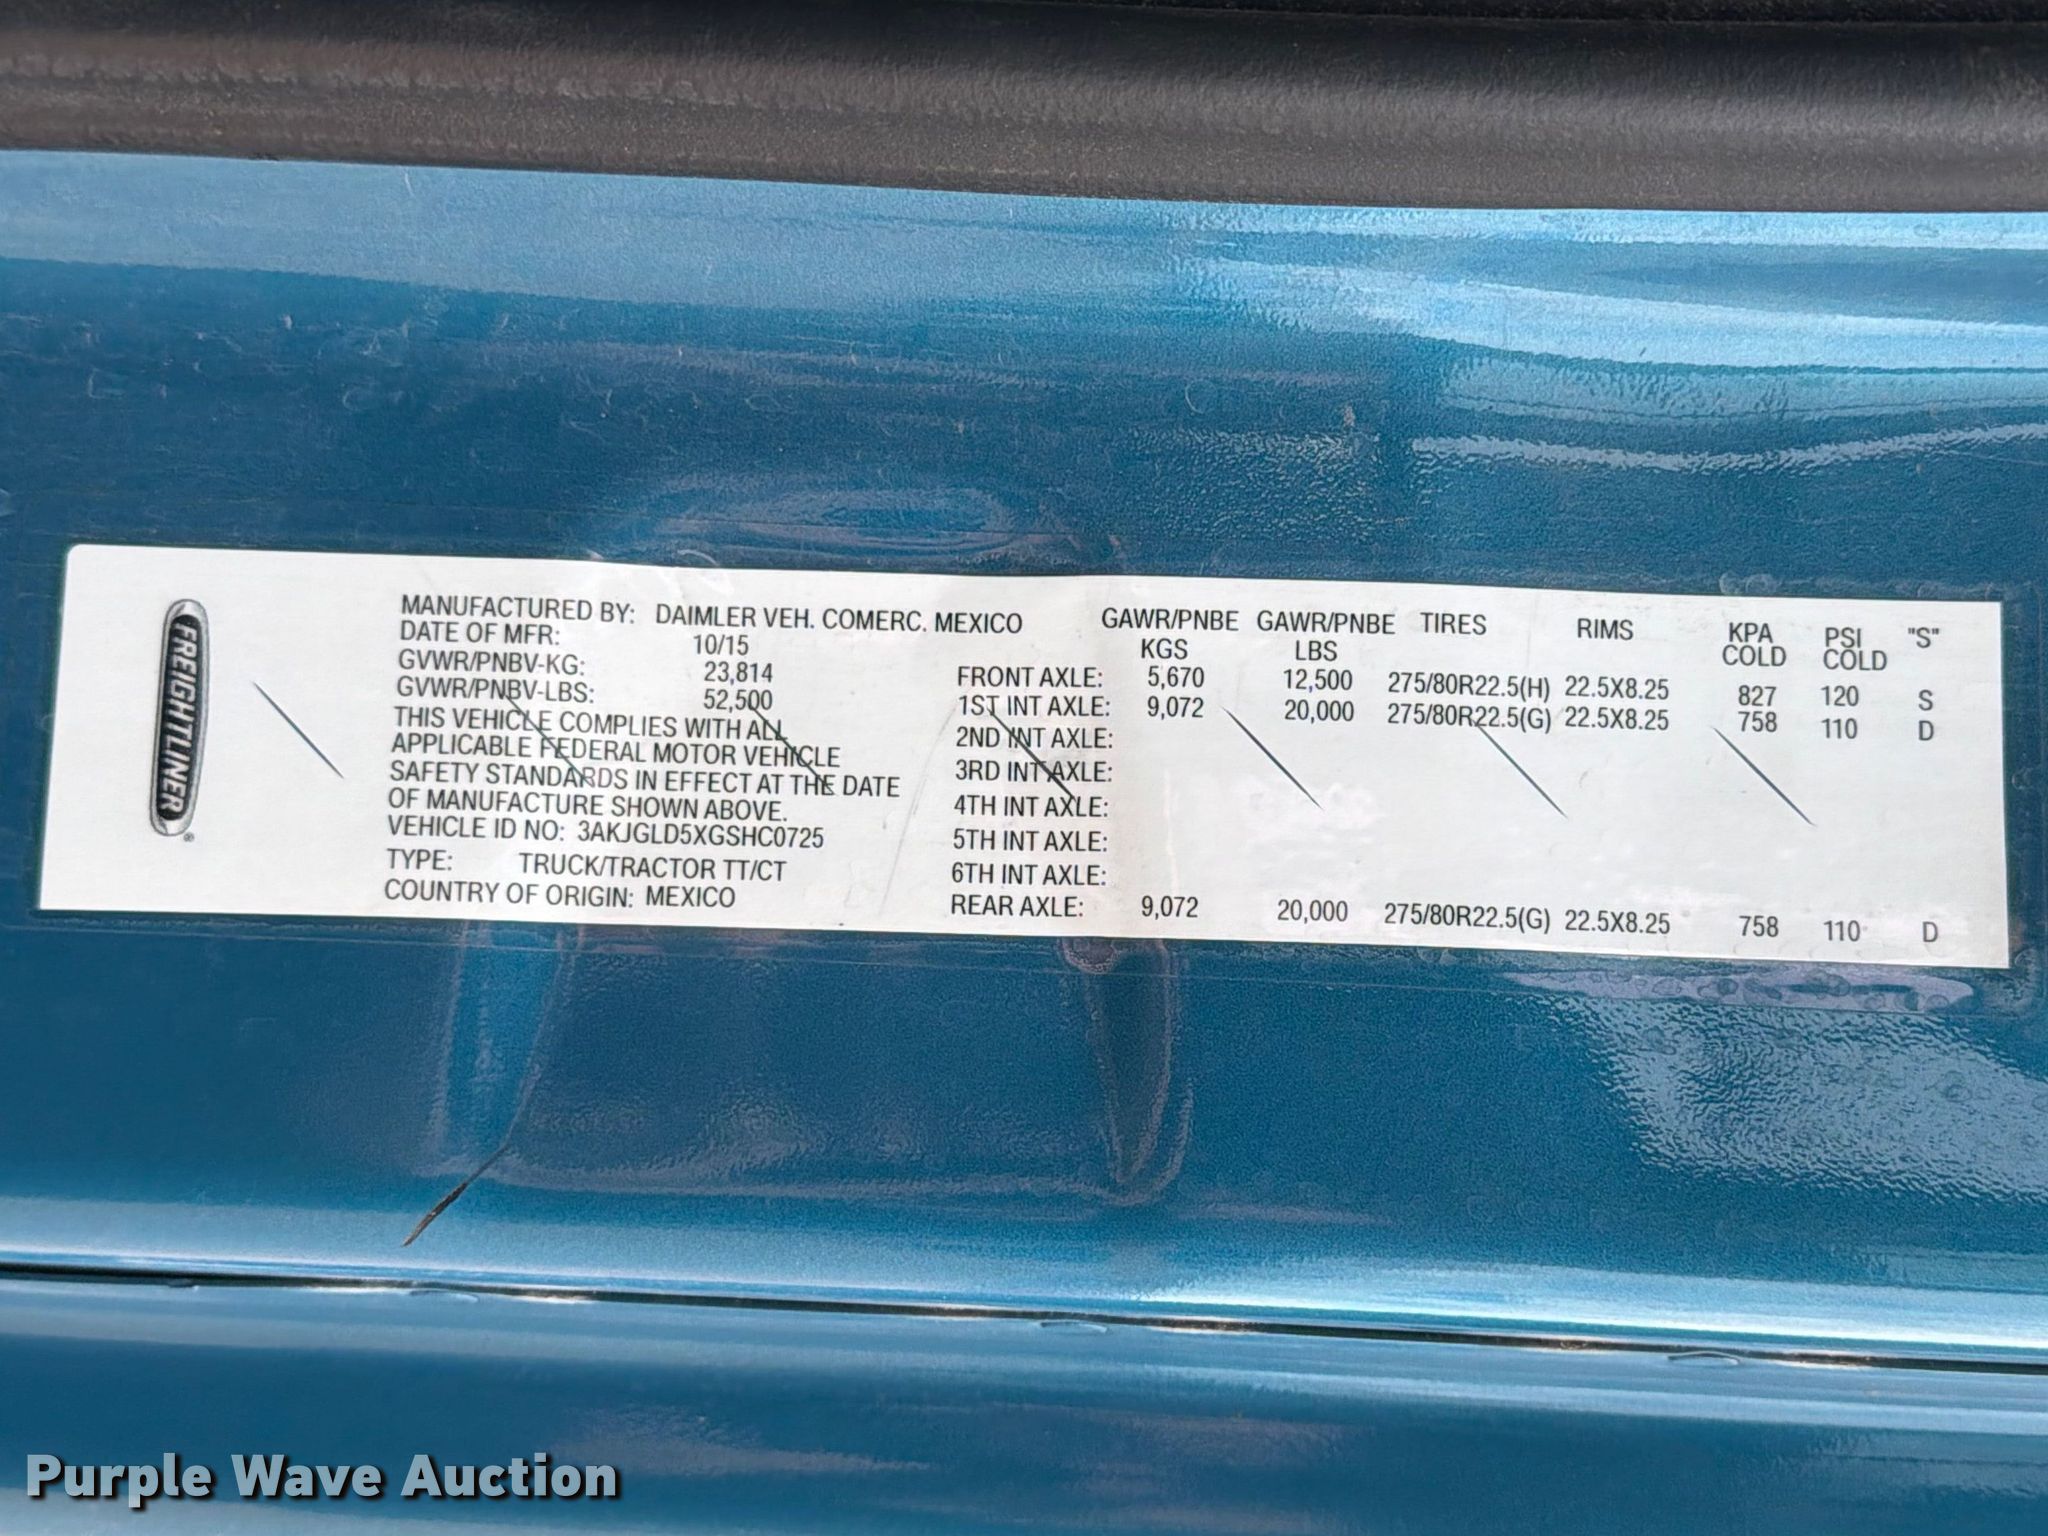 FREIGHTLINER®
MANUFACTURED BY: DAIMLER VEH. COMERC. MEXICO
DATE OF MFR: 10/15
GVWR/PNBV-KG: 23,814
GVWR/PNBV-LBS: 52,500
THIS VEHICLE COMPLIES WITH ALL
APPLICABLE FEDERAL MOTOR VEHICLE
SAFETY STANDARDS IN EFFECT AT THE DATE
OF MANUFACTURE SHOWN ABOVE.
VEHICLE ID NO: 3AKJGLD5XGSHC0725
TYPE: TRUCK/TRACTOR TT/CT
COUNTRY OF ORIGIN: MEXICO
GAWR/PNBE GAWR/PNBE TIRES RIMS KPA PSI "S"
KGS LBS COLD COLD
FRONT AXLE: 5,670 12,500 275/80R22.5(H) 22.5X8.25 827 120 S
1ST INT AXLE: 9,072 20,000 275/80R22.5(G) 22.5X8.25 758 110 D
2ND INT AXLE:
3RD INT AXLE:
4TH INT AXLE:
5TH INT AXLE:
6TH INT AXLE:
REAR AXLE: 9,072 20,000 275/80R22.5(G) 22.5X8.25 758 110 D
Purple Wave Auction